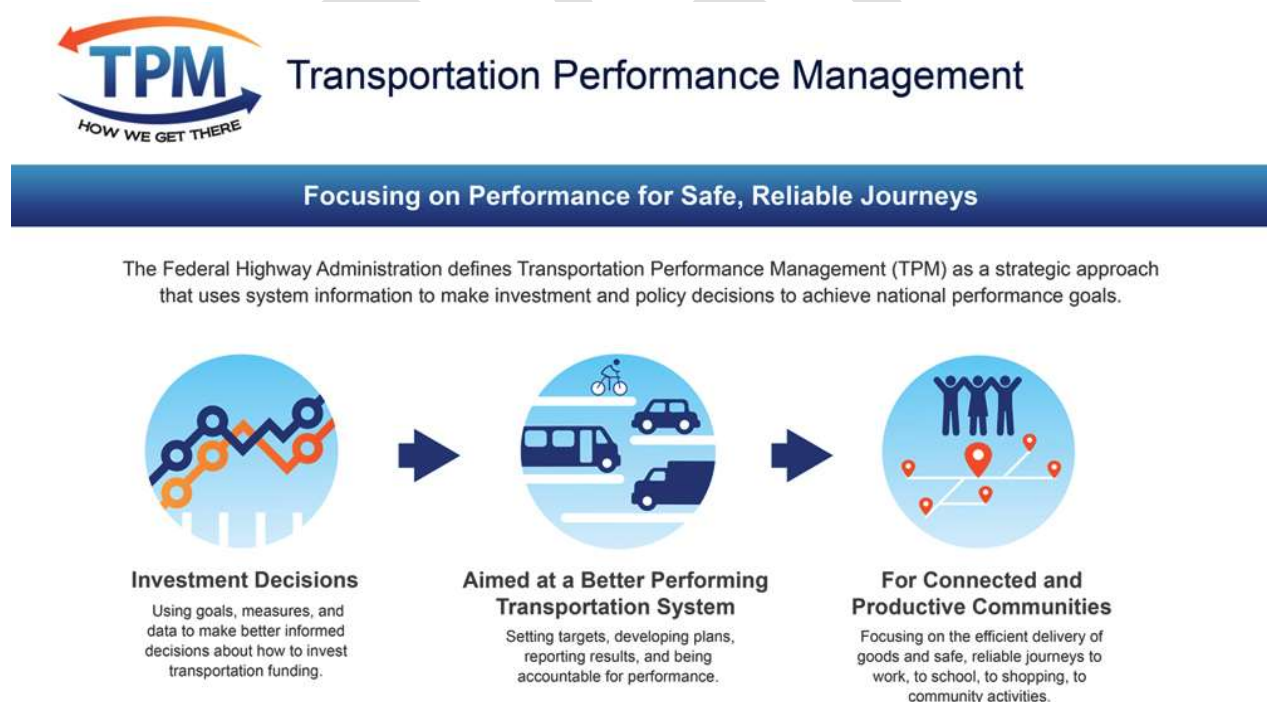 TPM
HOW WE GET THERE
Transportation Performance Management
Focusing on Performance for Safe, Reliable Journeys
The Federal Highway Administration defines Transportation Performance Management (TPM) as a strategic approach
that uses system information to make investment and policy decisions to achieve national performance goals.
Investment Decisions
Using goals, measures, and
data to make better informed
decisions about how to invest
transportation funding.
Aimed at a Better Performing
Transportation System
Setting targets, developing plans,
reporting results, and being
accountable for performance.
For Connected and
Productive Communities
Focusing on the efficient delivery of
goods and safe, reliable journeys to
work, to school, to shopping, to
community activities.